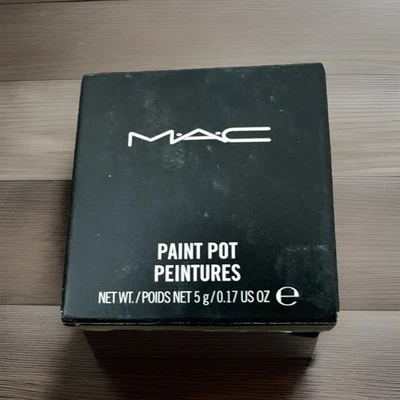 M·A·C
PAINT POT
PEINTURES
NET WT./POIDS NET 5 g/0.17 US OZ ℮